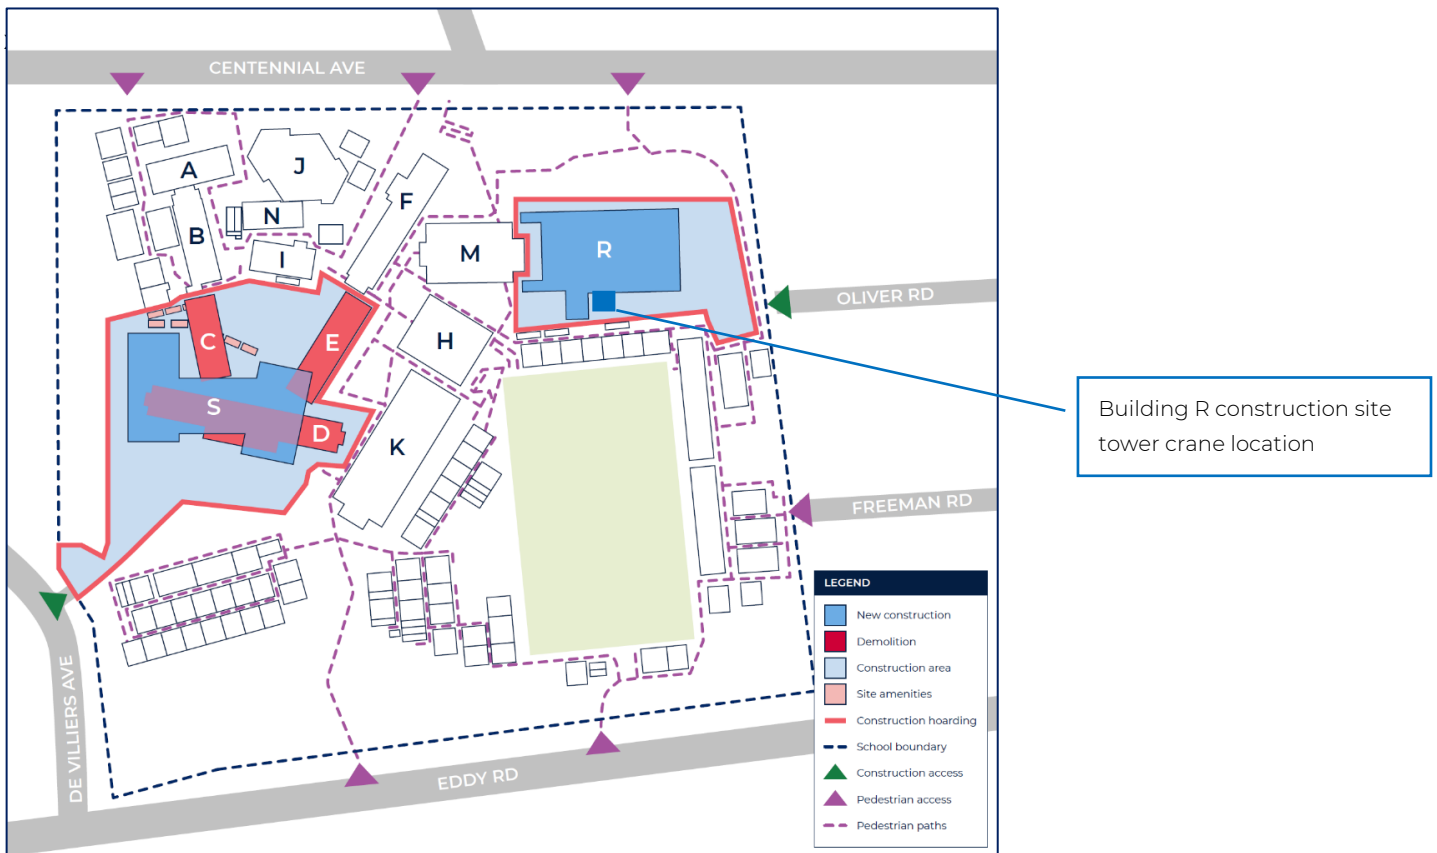 CENTENNIAL AVE
A
J
F
N
B
I
M
R
OLIVER RD
C
E
H
S
D
K
Building R construction site
tower crane location
FREEMAN RD
DE VILLIERS AVE
EDDY RD
LEGEND
New construction
Demolition
Construction area
Site amenities
Construction hoarding
School boundary
Construction access
Pedestrian access
Pedestrian paths